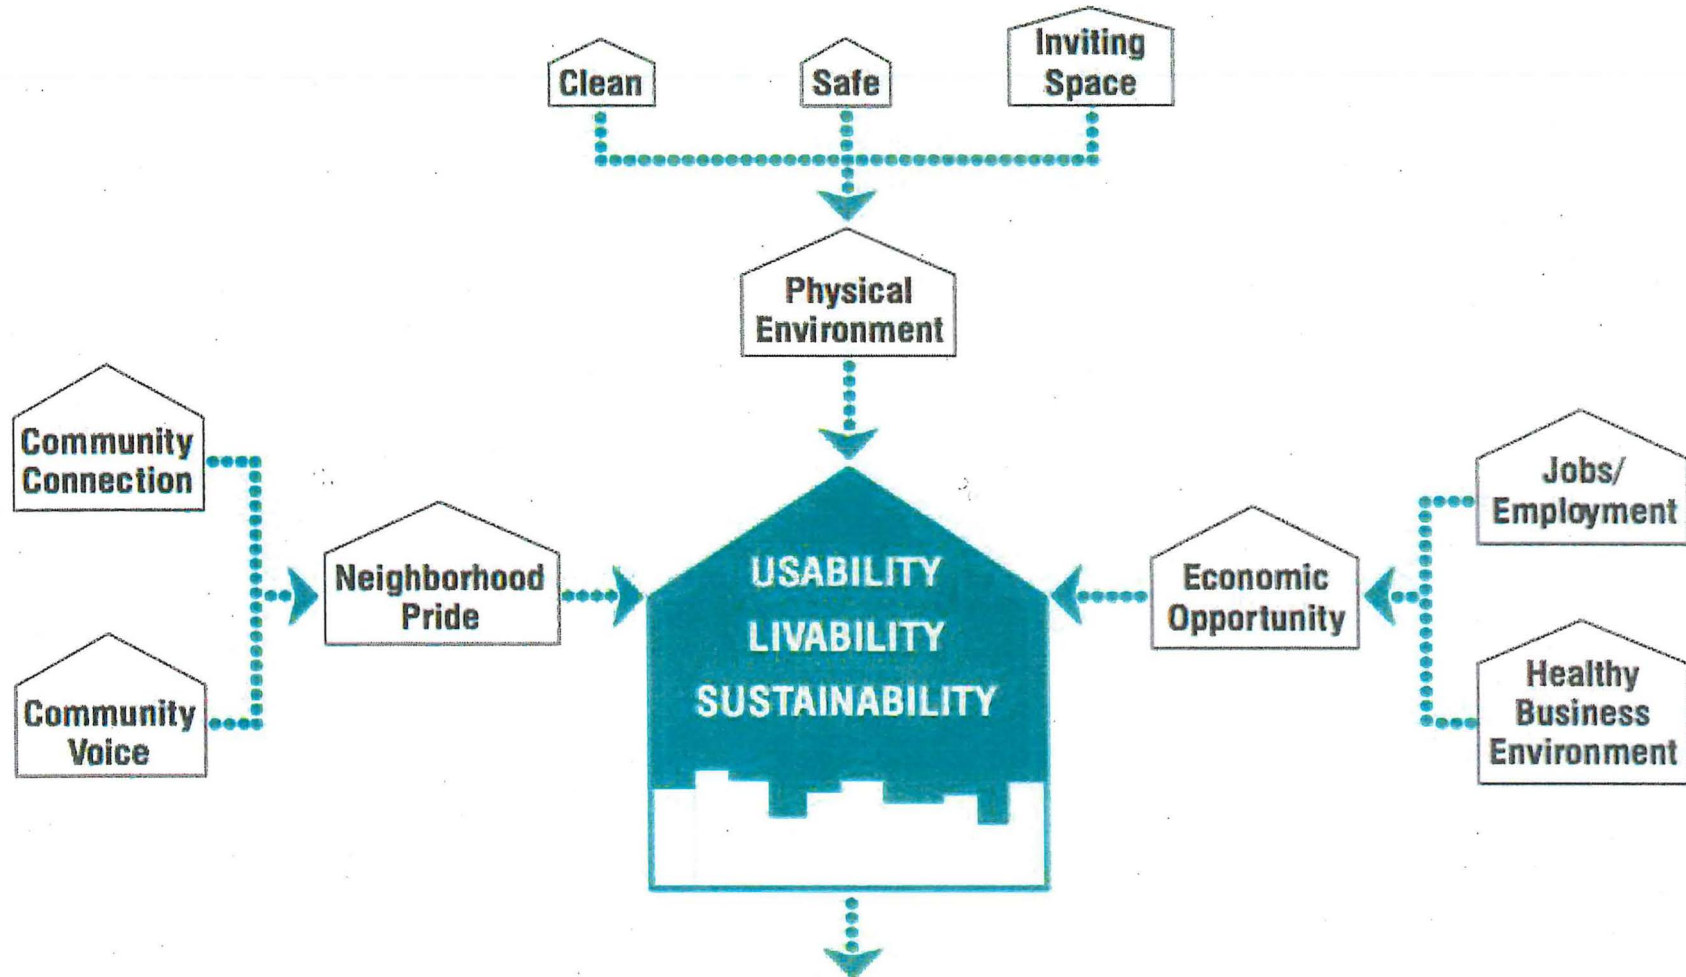 Clean
Safe
Inviting
Space
Physical
Environment
Community
Connection
Community
Voice
Neighborhood
Pride
USABILITY
LIVABILITY
SUSTAINABILITY
Economic
Opportunity
Jobs/
Employment
Healthy
Business
Environment